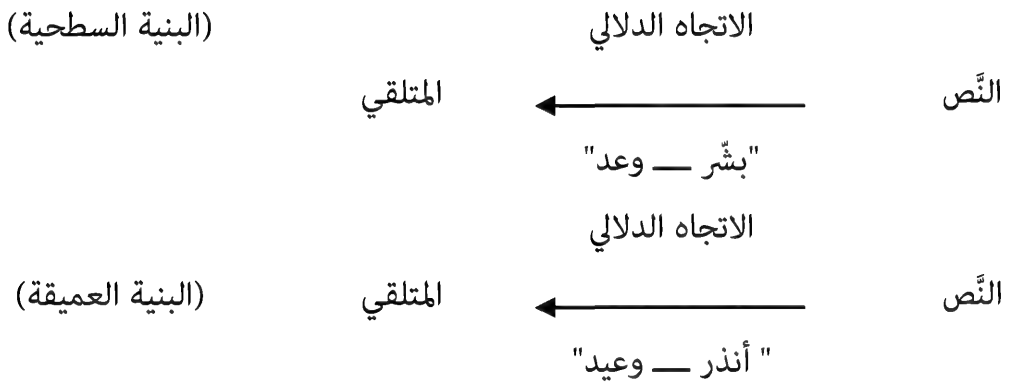 الاتجاه الدلالي (البنية السطحية)
النَّص المتلقي
"بشّر ـــ وعد"
الاتجاه الدلالي
النَّص المتلقي (البنية العميقة)
" أنذر ـــ وعيد"